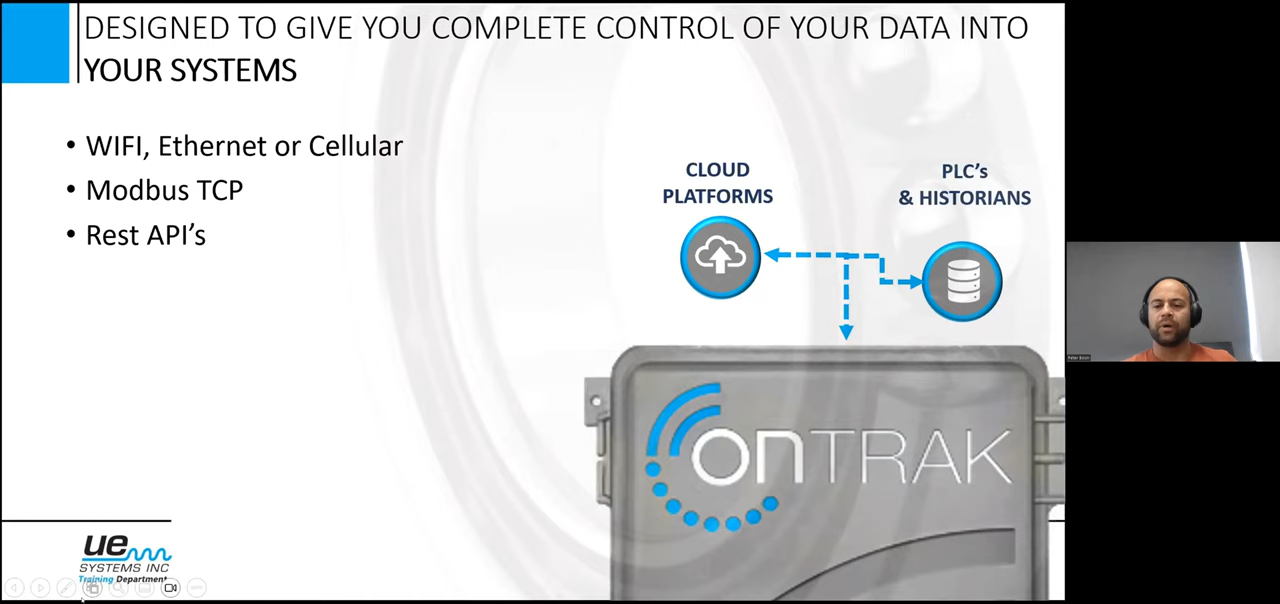 DESIGNED TO GIVE YOU COMPLETE CONTROL OF YOUR DATA INTO
YOUR SYSTEMS
• WIFI, Ethernet or Cellular
• Modbus TCP
• Rest API's
CLOUD
PLATFORMS
PLC's
& HISTORIANS
onTRAK
ue
SYSTEMS INC
Training Department